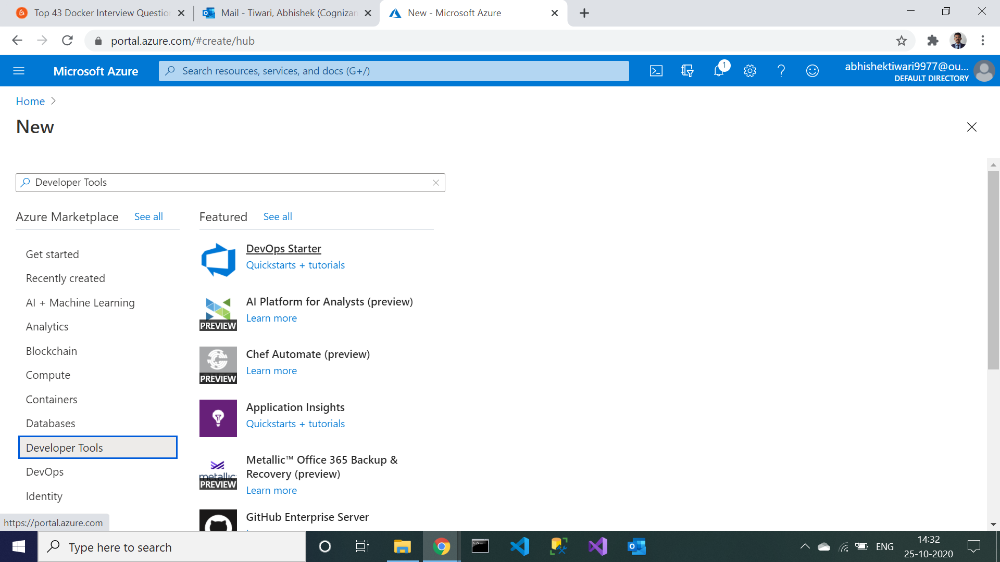 Top 43 Docker Interview Question
Mail - Tiwari, Abhishek (Cognizan
New - Microsoft Azure
portal.azure.com/#create/hub
Microsoft Azure
Search resources, services, and docs (G+/)
1
abhishektiwari9977@ou...
DEFAULT DIRECTORY
Home
New
Developer Tools
Azure Marketplace See all
Featured See all
Get started
Recently created
AI + Machine Learning
Analytics
Blockchain
Compute
Containers
Databases
Developer Tools
DevOps
Identity
DevOps Starter
Quickstarts + tutorials
PREVIEW
AI Platform for Analysts (preview)
Learn more
PREVIEW
Chef Automate (preview)
Learn more
Application Insights
Quickstarts + tutorials
metallic
PREVIEW
Metallic™ Office 365 Backup &
Recovery (preview)
Learn more
GitHub Enterprise Server
https://portal.azure.com
Type here to search
ENG
14:32
25-10-2020